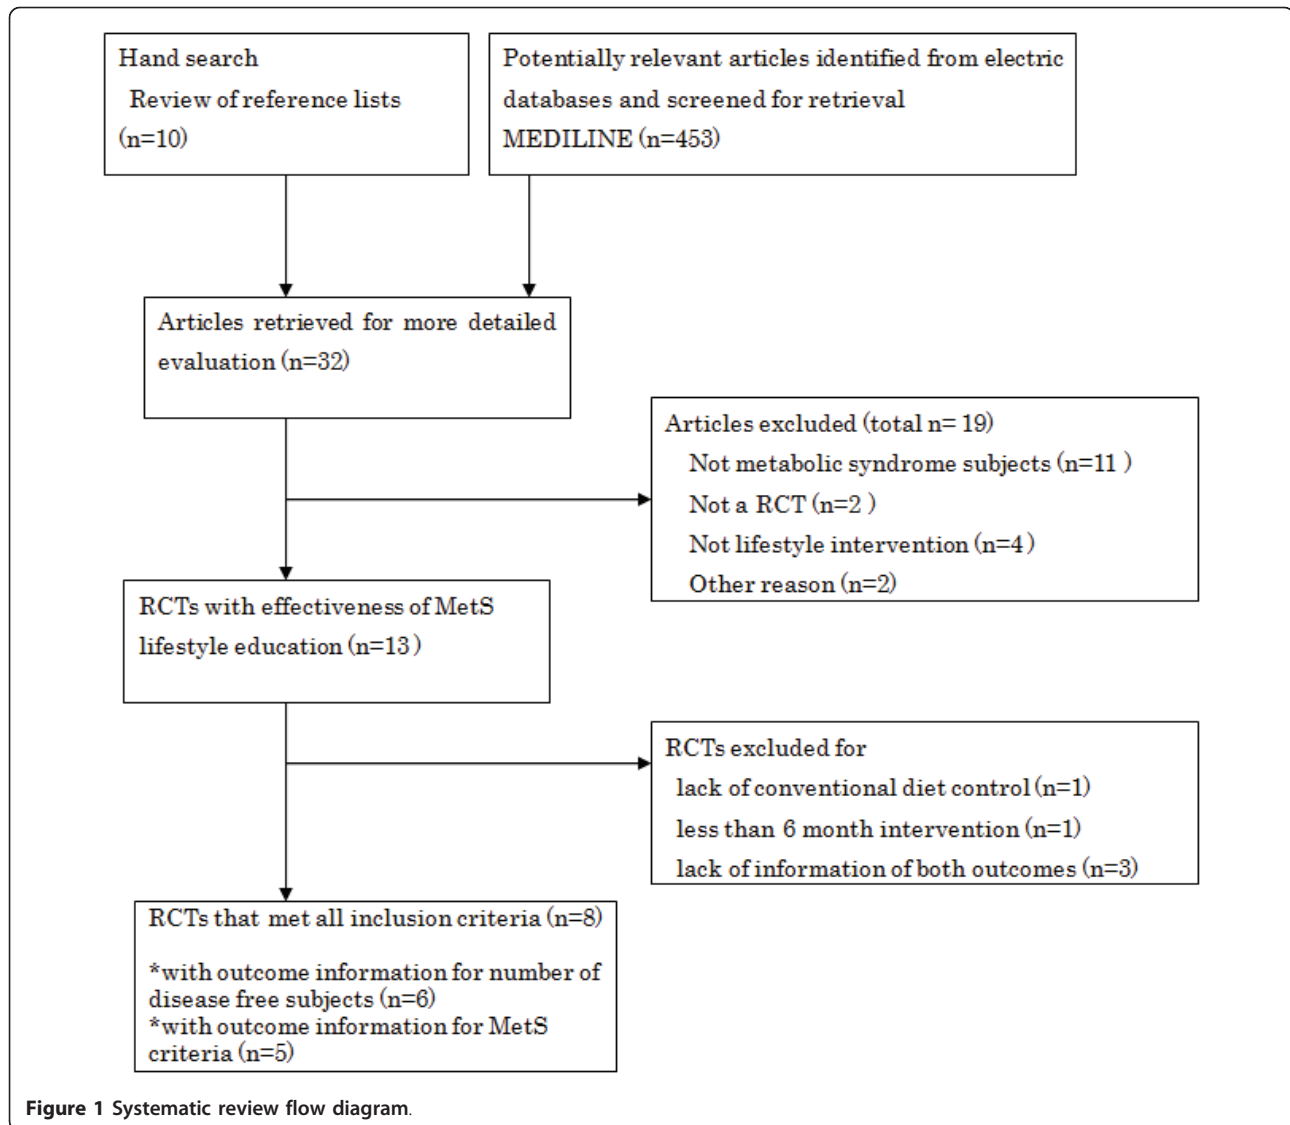 Hand search
Review of reference lists
(n=10)
Potentially relevant articles identified from electric
databases and screened for retrieval
MEDILINE (n=453)
Articles retrieved for more detailed
evaluation (n=32)
Articles excluded (total n= 19)
Not metabolic syndrome subjects (n=11 )
Not a RCT (n=2 )
Not lifestyle intervention (n=4)
Other reason (n=2)
RCTs with effectiveness of MetS
lifestyle education (n=13 )
RCTs excluded for
lack of conventional diet control (n=1)
less than 6 month intervention (n=1)
lack of information of both outcomes (n=3)
RCTs that met all inclusion criteria (n=8)
*with outcome information for number of
disease free subjects (n=6)
*with outcome information for MetS
criteria (n=5)
Figure 1 Systematic review flow diagram.